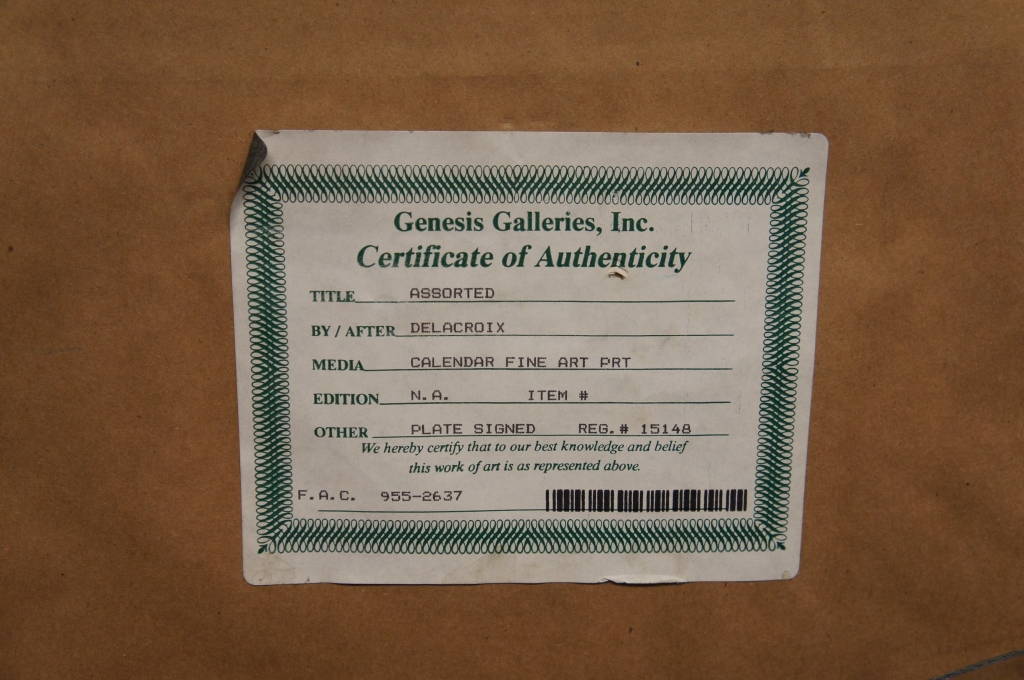 Genesis Galleries, Inc.
Certificate of Authenticity
TITLE ASSORTED
BY / AFTER DELACROIX
MEDIA CALENDAR FINE ART PRT
EDITION N.A. ITEM #
OTHER PLATE SIGNED REG.# 15148
We hereby certify that to our best knowledge and belief
this work of art is as represented above.
F.A.C. 955-2637